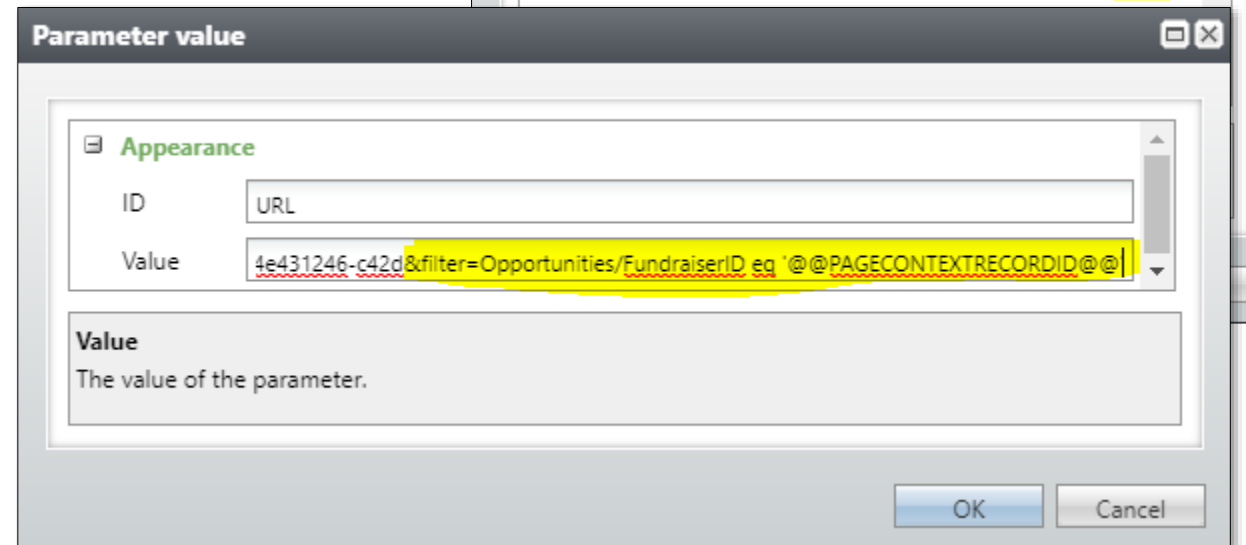 Parameter value
Appearance
ID
URL
Value
4e431246-c42d&filter=Opportunities/FundraiserID eq '@@PAGECONTEXTRECORDID@@'
Value
The value of the parameter.
OK
Cancel